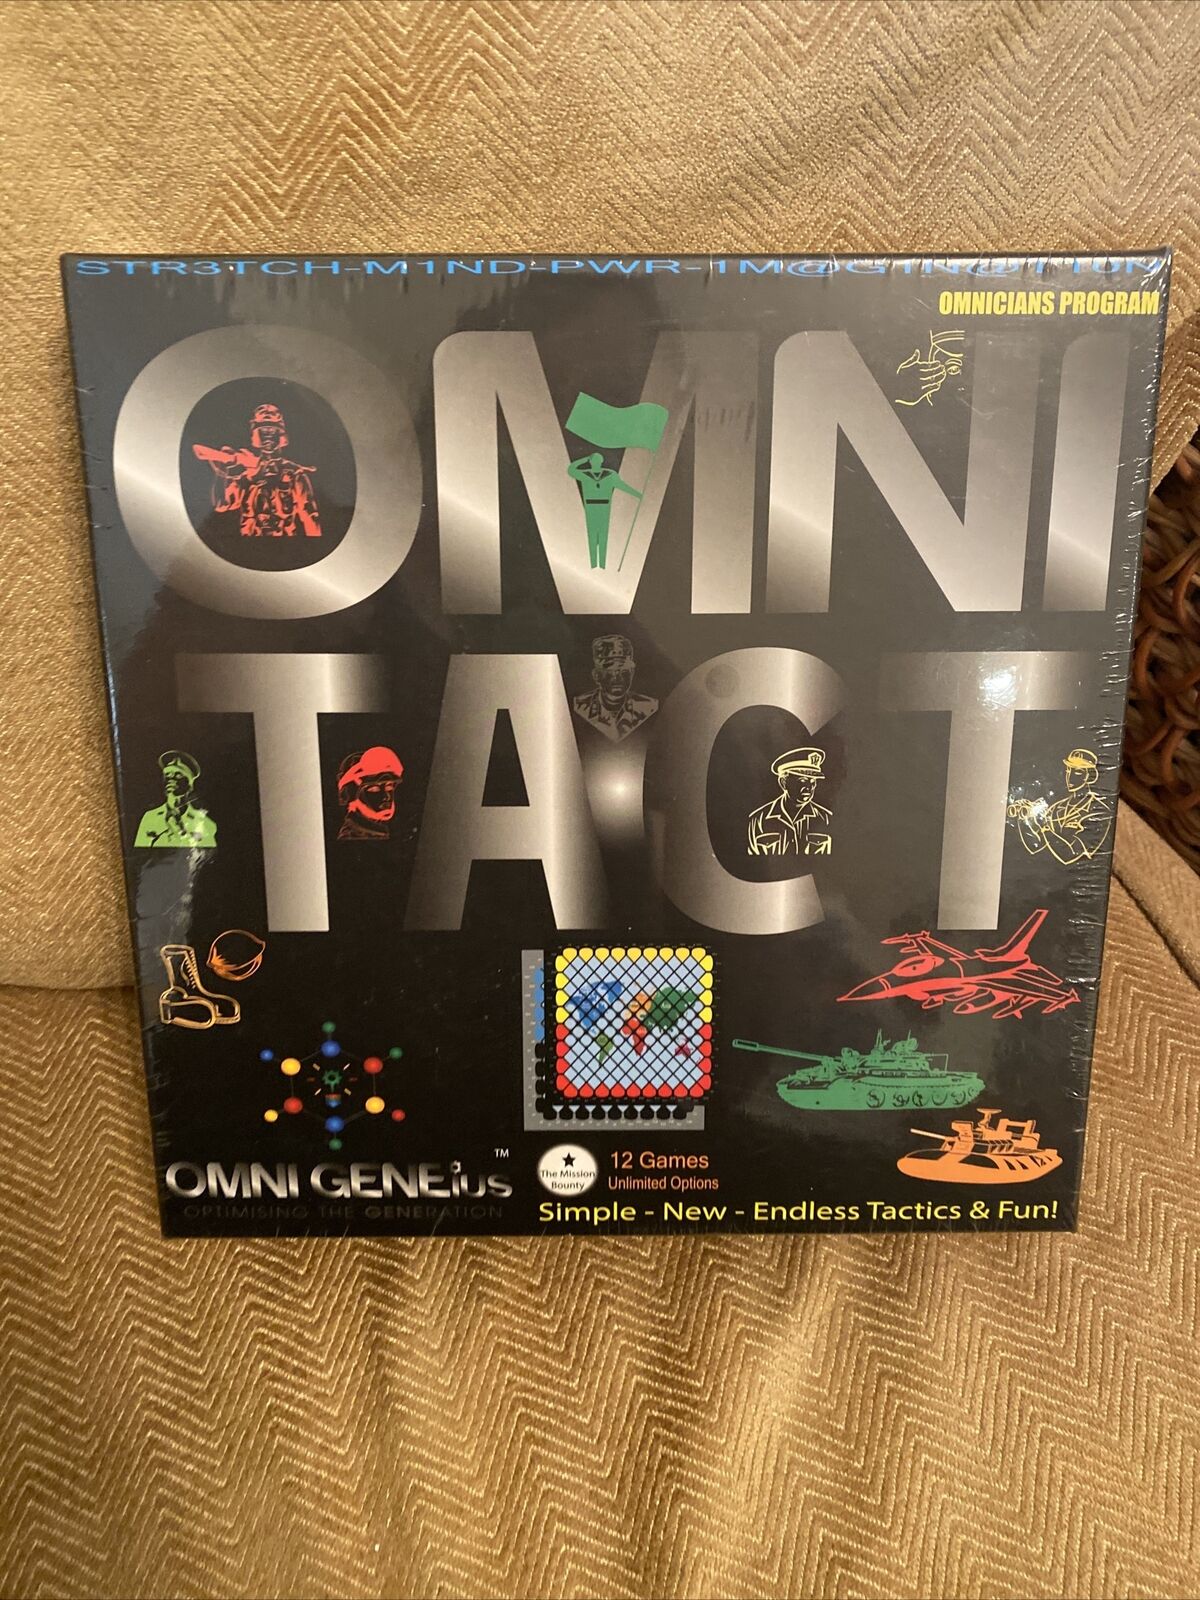 STR3TCH-M1ND-PWR-1M@G1N@T10N
OMNICIANS PROGRAM
OMNI
TACT
OMNI GENEius™
OPTIMISING THE GENERATION
The Mission
Bounty
12 Games
Unlimited Options
Simple - New - Endless Tactics & Fun!